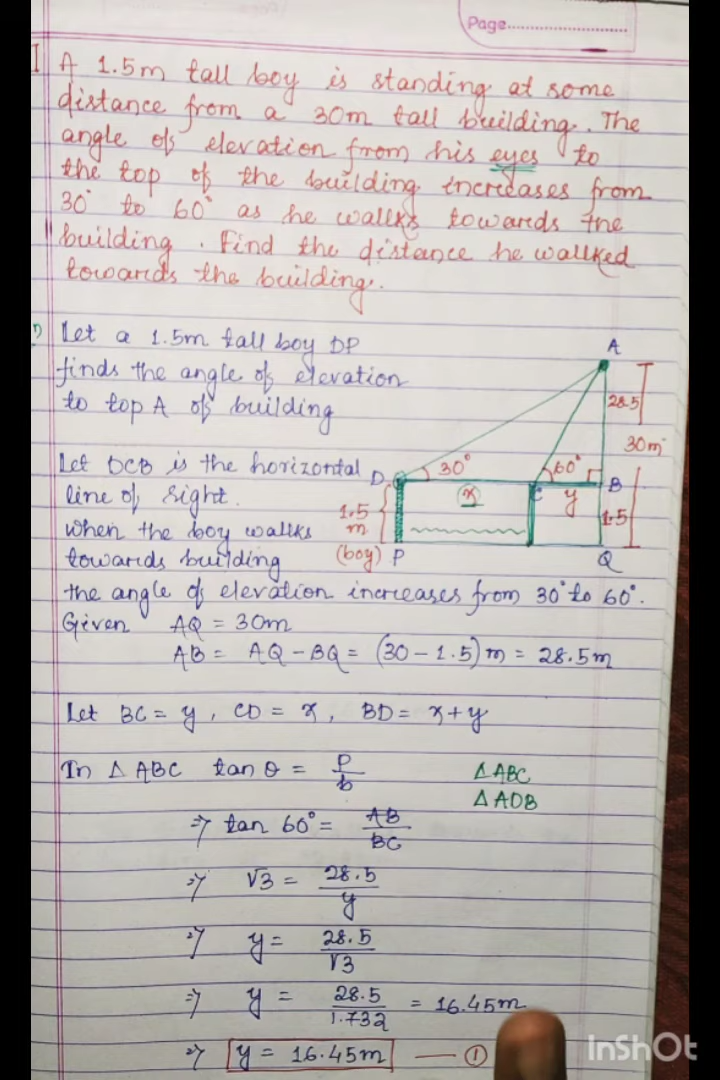 Page
A 1.5m tall boy is standing at some
distance from a 30m tall building. The
angle of elevation from his eyes to
the top of the building increases from
30° to 60° as he wallks towards the
building. Find the distance he wallked
towards the building.
Let a 1.5m tall boy DP
finds the angle of elevation
to top A of building
Let DCB is the horizontal
line of sight.
when the boy wallks
towards building
the angle of elevation increases from 30° to 60°.
A
28.5
30m
D 30° C 60° B
x y
1.5 m
1.5
(boy) P Q
Given AQ = 30m
AB = AQ - BQ = (30 - 1.5) m = 28.5m
Let BC = y, CD = x, BD = x+y
In △ ABC tan θ = p/b
△ ABC
△ ADB
⇒ tan 60° = AB/BC
⇒ √3 = 28.5/y
⇒ y = 28.5/√3
⇒ y = 28.5/1.732 = 16.45m
⇒ y = 16.45m — ①
InShOt